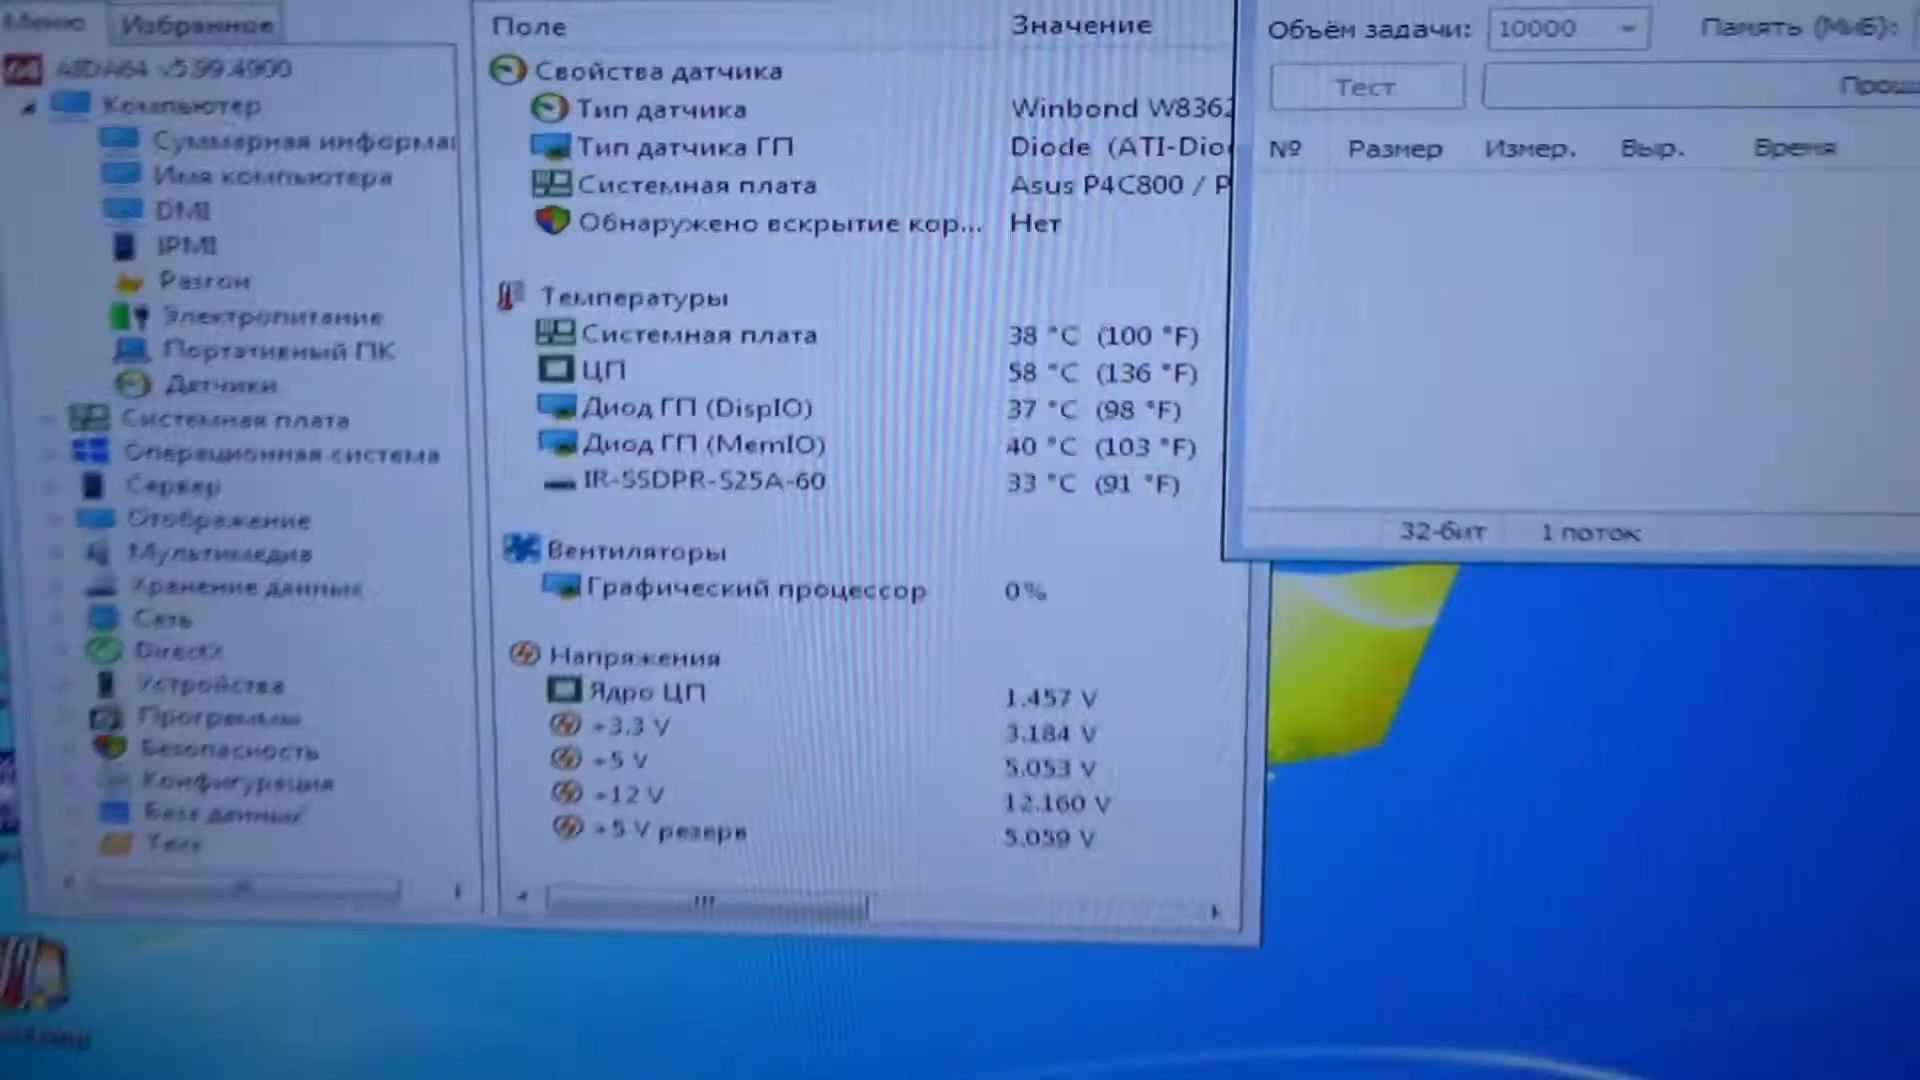 Меню Избранное
AIDA64 v5.99.4900
Компьютер
Суммарная информа
Имя компьютера
DMI
IPMI
Разгон
Электропитание
Портативный ПК
Датчики
Системная плата
Операционная система
Сервер
Отображение
Мультимедиа
Хранение данных
Сеть
DirectX
Устройства
Программы
Безопасность
Конфигурация
База данных
Тест
Поле Значение
Свойства датчика
Тип датчика Winbond W8362
Тип датчика ГП Diode (ATI-Dio
Системная плата Asus P4C800 / P
Обнаружено вскрытие кор... Нет
Температуры
Системная плата 38 °C (100 °F)
ЦП 58 °C (136 °F)
Диод ГП (DispIO) 37 °C (98 °F)
Диод ГП (MemIO) 40 °C (103 °F)
IR-SSDPR-S25A-60 33 °C (91 °F)
Вентиляторы
Графический процессор 0%
Напряжения
Ядро ЦП 1.457 V
+3.3 V 3.184 V
+5 V 5.053 V
+12 V 12.160 V
+5 V резерв 5.059 V
Объём задачи: 10000 Память (МиБ):
Тест Прош
№ Размер Измер. Выр. Время
32-бит 1 поток